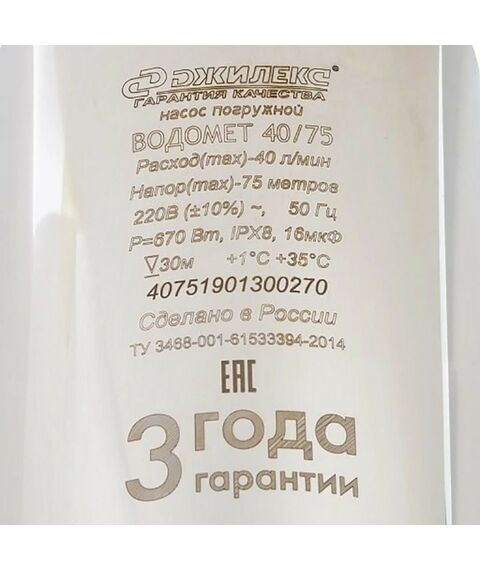 ДЖИЛЕКС®
ГАРАНТИЯ КАЧЕСТВА
насос погружной
ВОДОМЕТ 40/75
Расход(max)-40 л/мин
Напор(max)-75 метров
220В (±10%) ~, 50 Гц
P=670 Вт, IPX8, 16мкФ
30м +1°C +35°C
40751901300270
Сделано в России
ТУ 3468-001-61533394-2014
EAC
3 года
гарантии